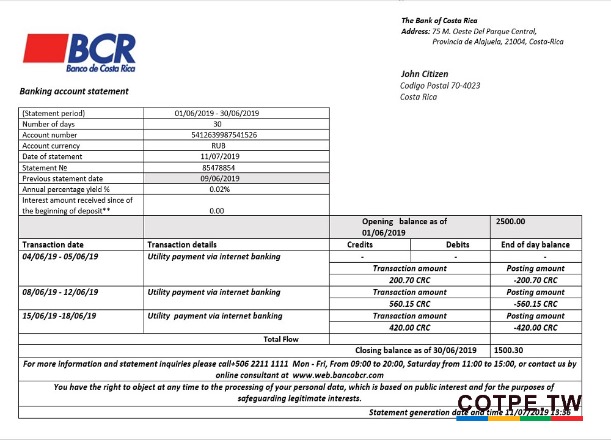 The Bank of Costa Rica
Address: 75 M. Oeste Del Parque Central,
Provincia de Alajuela, 21004, Costa-Rica
BCR
Banco de Costa Rica
John Citizen
Codigo Postal 70-4023
Costa Rica
Banking account statement
(Statement period) 01/06/2019 - 30/06/2019
Number of days 30
Account number 5412639987541526
Account currency RUB
Date of statement 11/07/2019
Statement № 85478854
Previous statement date 09/06/2019
Annual percentage yield % 0.02%
Interest amount received since of
the beginning of deposit** 0.00
Opening balance as of 2500.00
01/06/2019
Transaction date Transaction details Credits Debits End of day balance
04/06/19 - 05/06/19 Utility payment via internet banking - - -
Transaction amount Posting amount
200.70 CRC -200.70 CRC
08/06/19 - 12/06/19 Utility payment via internet banking Transaction amount Posting amount
560.15 CRC -560.15 CRC
15/06/19 -18/06/19 Utility payment via internet banking Transaction amount Posting amount
420.00 CRC -420.00 CRC
Total Flow
Closing balance as of 30/06/2019 1500.30
For more information and statement inquiries please call+506 2211 1111 Mon - Fri, From 09:00 to 20:00, Saturday from 11:00 to 15:00, or contact us by
online consultant at www.web.bancobcr.com
You have the right to object at any time to the processing of your personal data, which is based on public interest and for the purposes of
safeguarding legitimate interests.
COTPE.TW
Statement generation date and time 11/07/2019 13:36